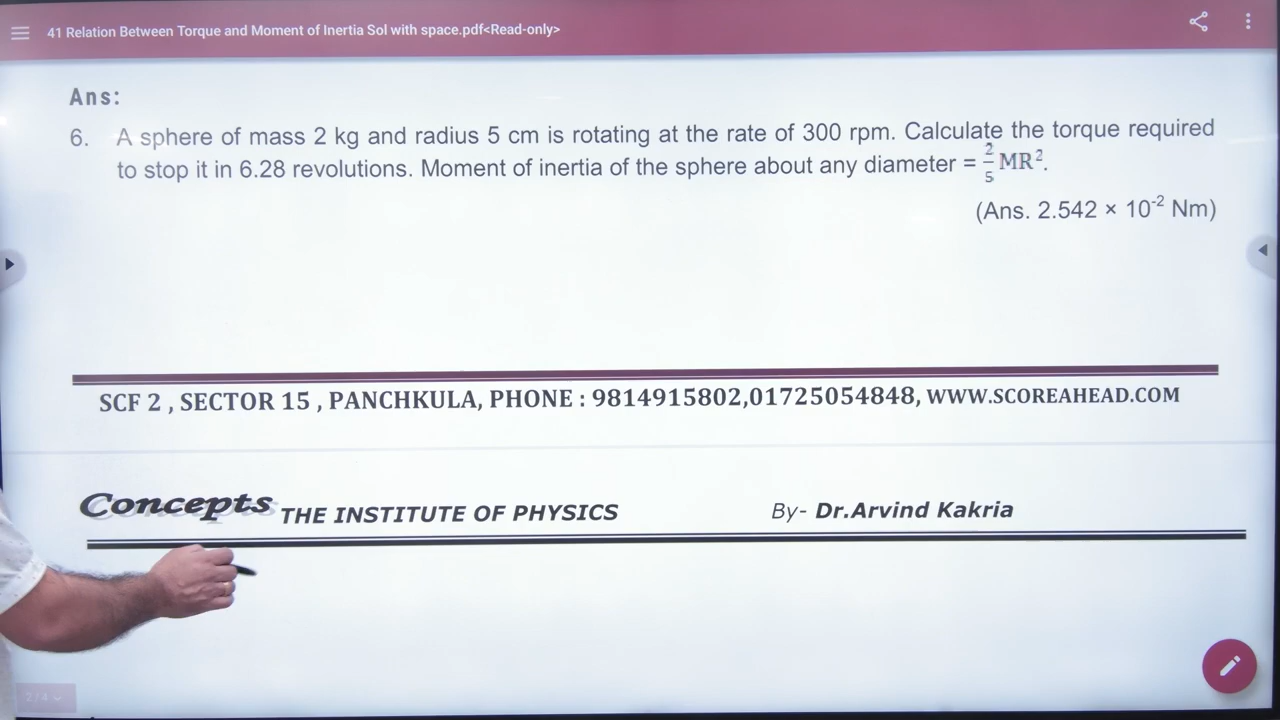 41 Relation Between Torque and Moment of Inertia Sol with space.pdf<Read-only>
Ans:
6. A sphere of mass 2 kg and radius 5 cm is rotating at the rate of 300 rpm. Calculate the torque required
to stop it in 6.28 revolutions. Moment of inertia of the sphere about any diameter = 2/5 MR².
(Ans. 2.542 × 10⁻² Nm)
SCF 2 , SECTOR 15 , PANCHKULA, PHONE : 9814915802,01725054848, WWW.SCOREAHEAD.COM
Concepts THE INSTITUTE OF PHYSICS By- Dr.Arvind Kakria
2/4